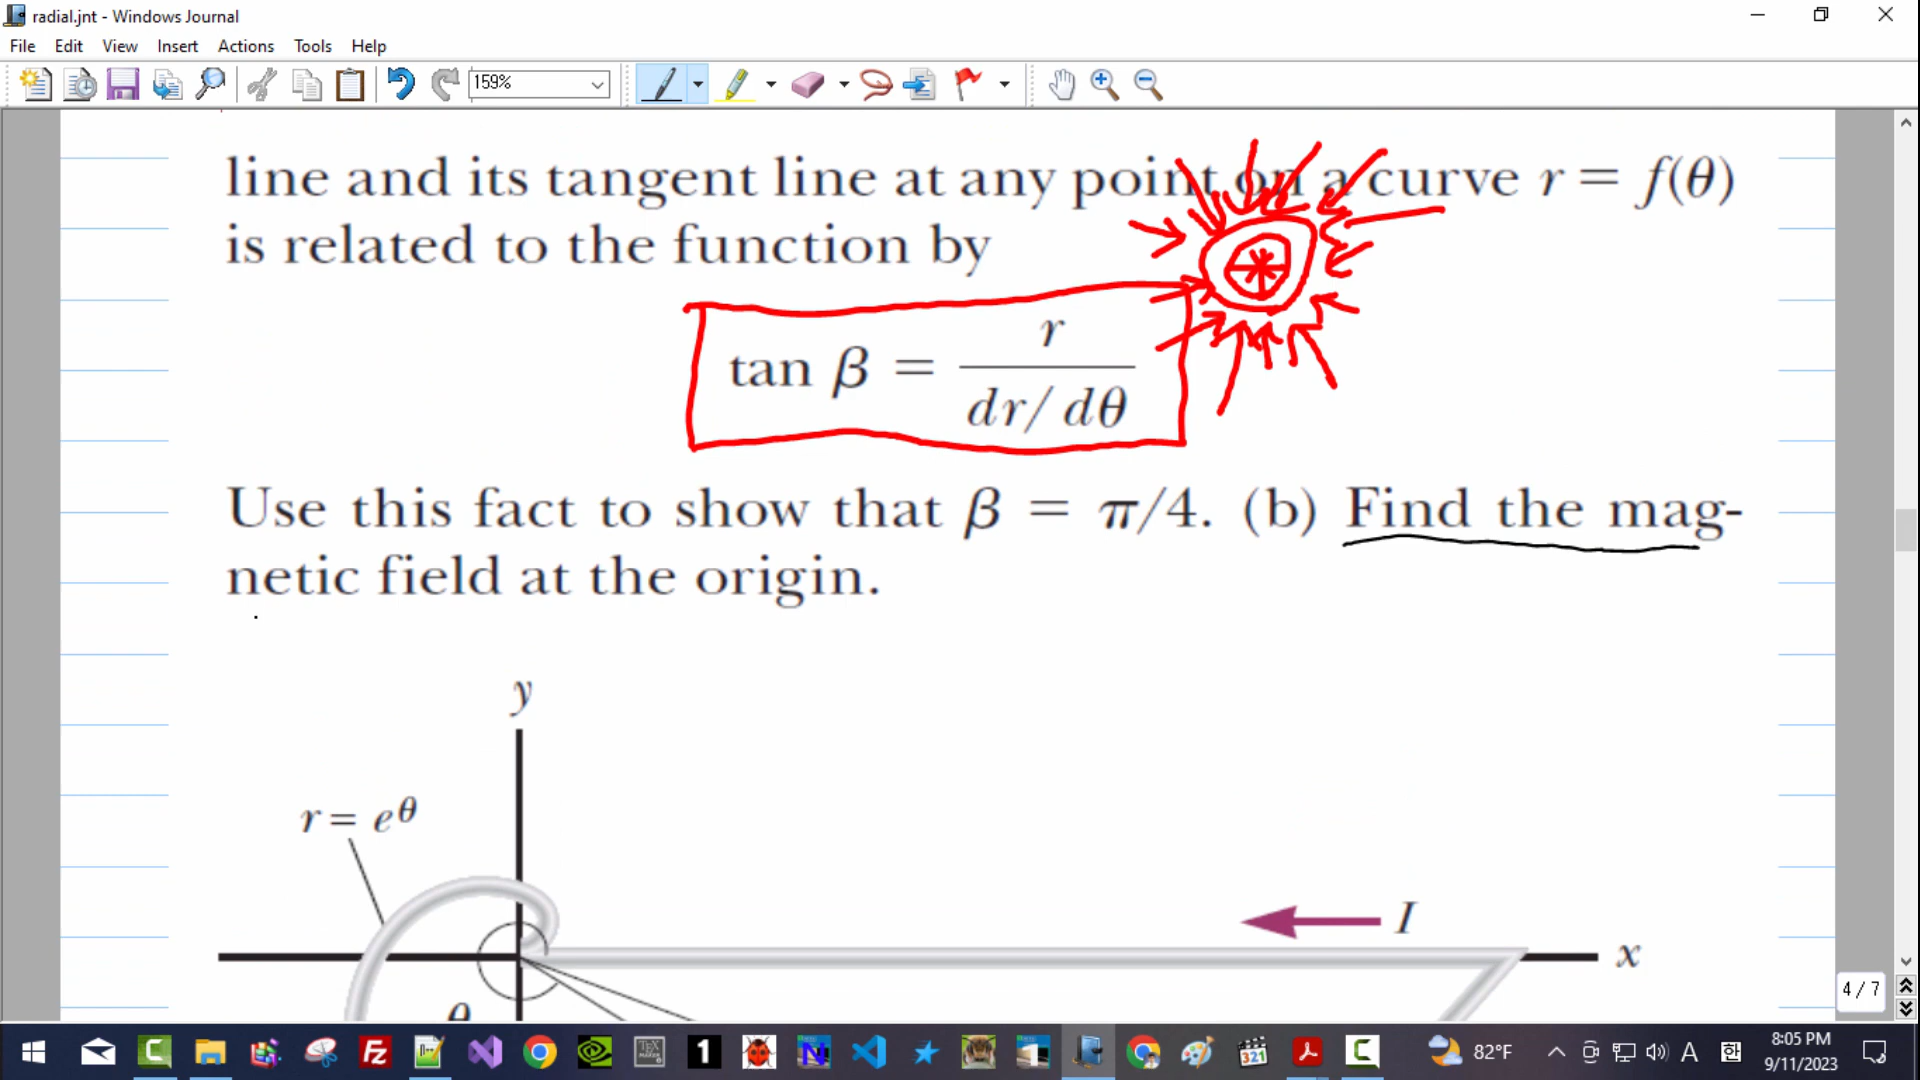 radial.jnt - Windows Journal
File Edit View Insert Actions Tools Help
159%
line and its tangent line at any point on a curve r = f(θ)
is related to the function by
tan β = r / dr/dθ
Use this fact to show that β = π/4. (b) Find the mag-
netic field at the origin.
y
r = e^θ
I
x
θ
4 / 7
82°F
A
한
8:05 PM
9/11/2023